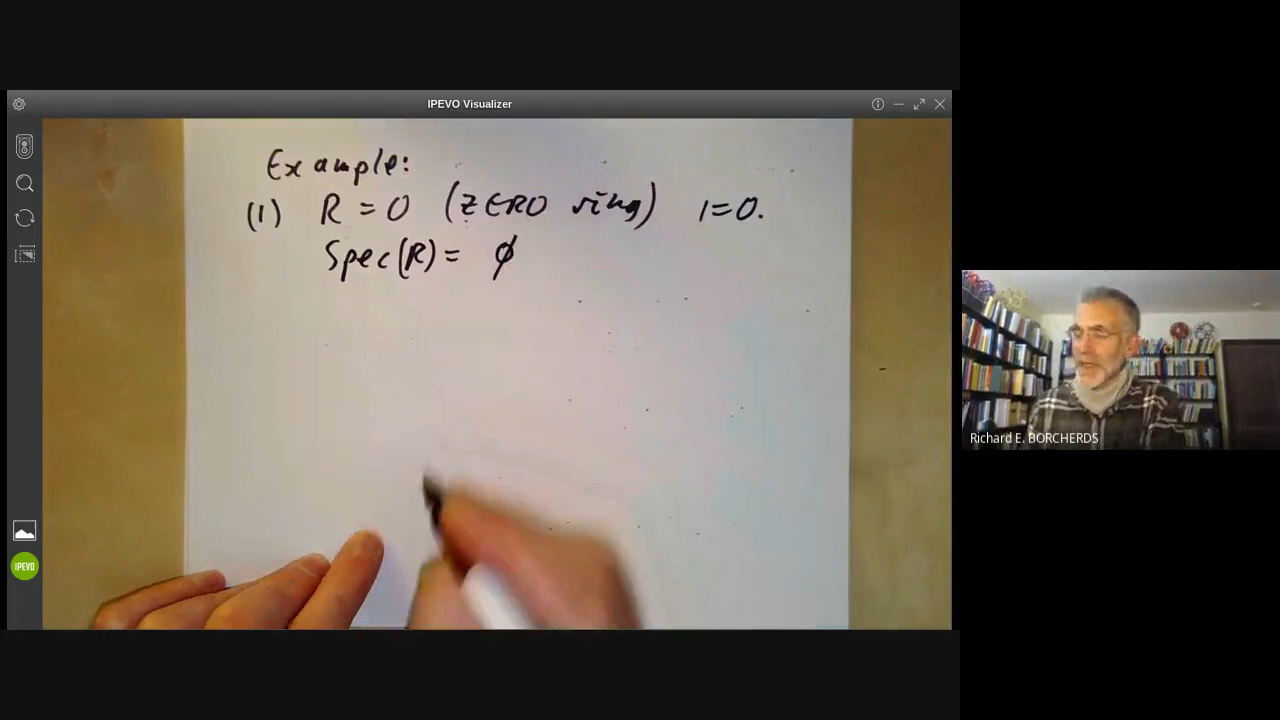 IPEVO Visualizer
Example:
(1) R = 0 (ZERO ring) 1=0.
Spec(R) = ϕ
IPEVO
Richard E. BORCHERDS